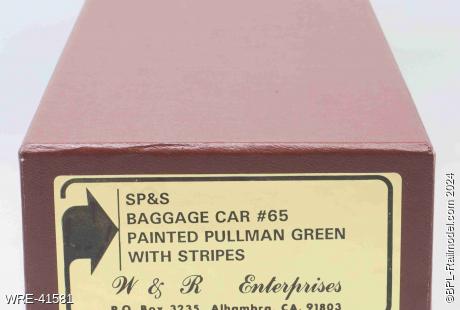 SP&S
BAGGAGE CAR #65
PAINTED PULLMAN GREEN
WITH STRIPES
W & R Enterprises
P.O. Box 3235, Alhambra, CA. 91803
WRE-41581
©BPL-Railmodel.com 2024